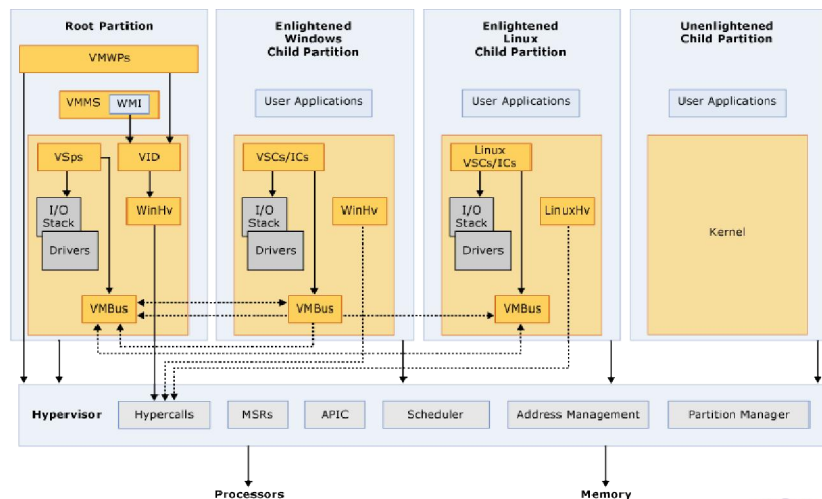 Root Partition
VMWPs
VMMS
WMI
VSps
VID
I/O
Stack
WinHv
Drivers
VMBus
Enlightened
Windows
Child Partition
User Applications
VSCs/ICs
I/O
Stack
WinHv
Drivers
VMBus
Enlightened
Linux
Child Partition
User Applications
Linux
VSCs/ICs
I/O
Stack
LinuxHv
Drivers
VMBus
Unenlightened
Child Partition
User Applications
Kernel
Hypervisor
Hypercalls
MSRs
APIC
Scheduler
Address Management
Partition Manager
Processors
Memory